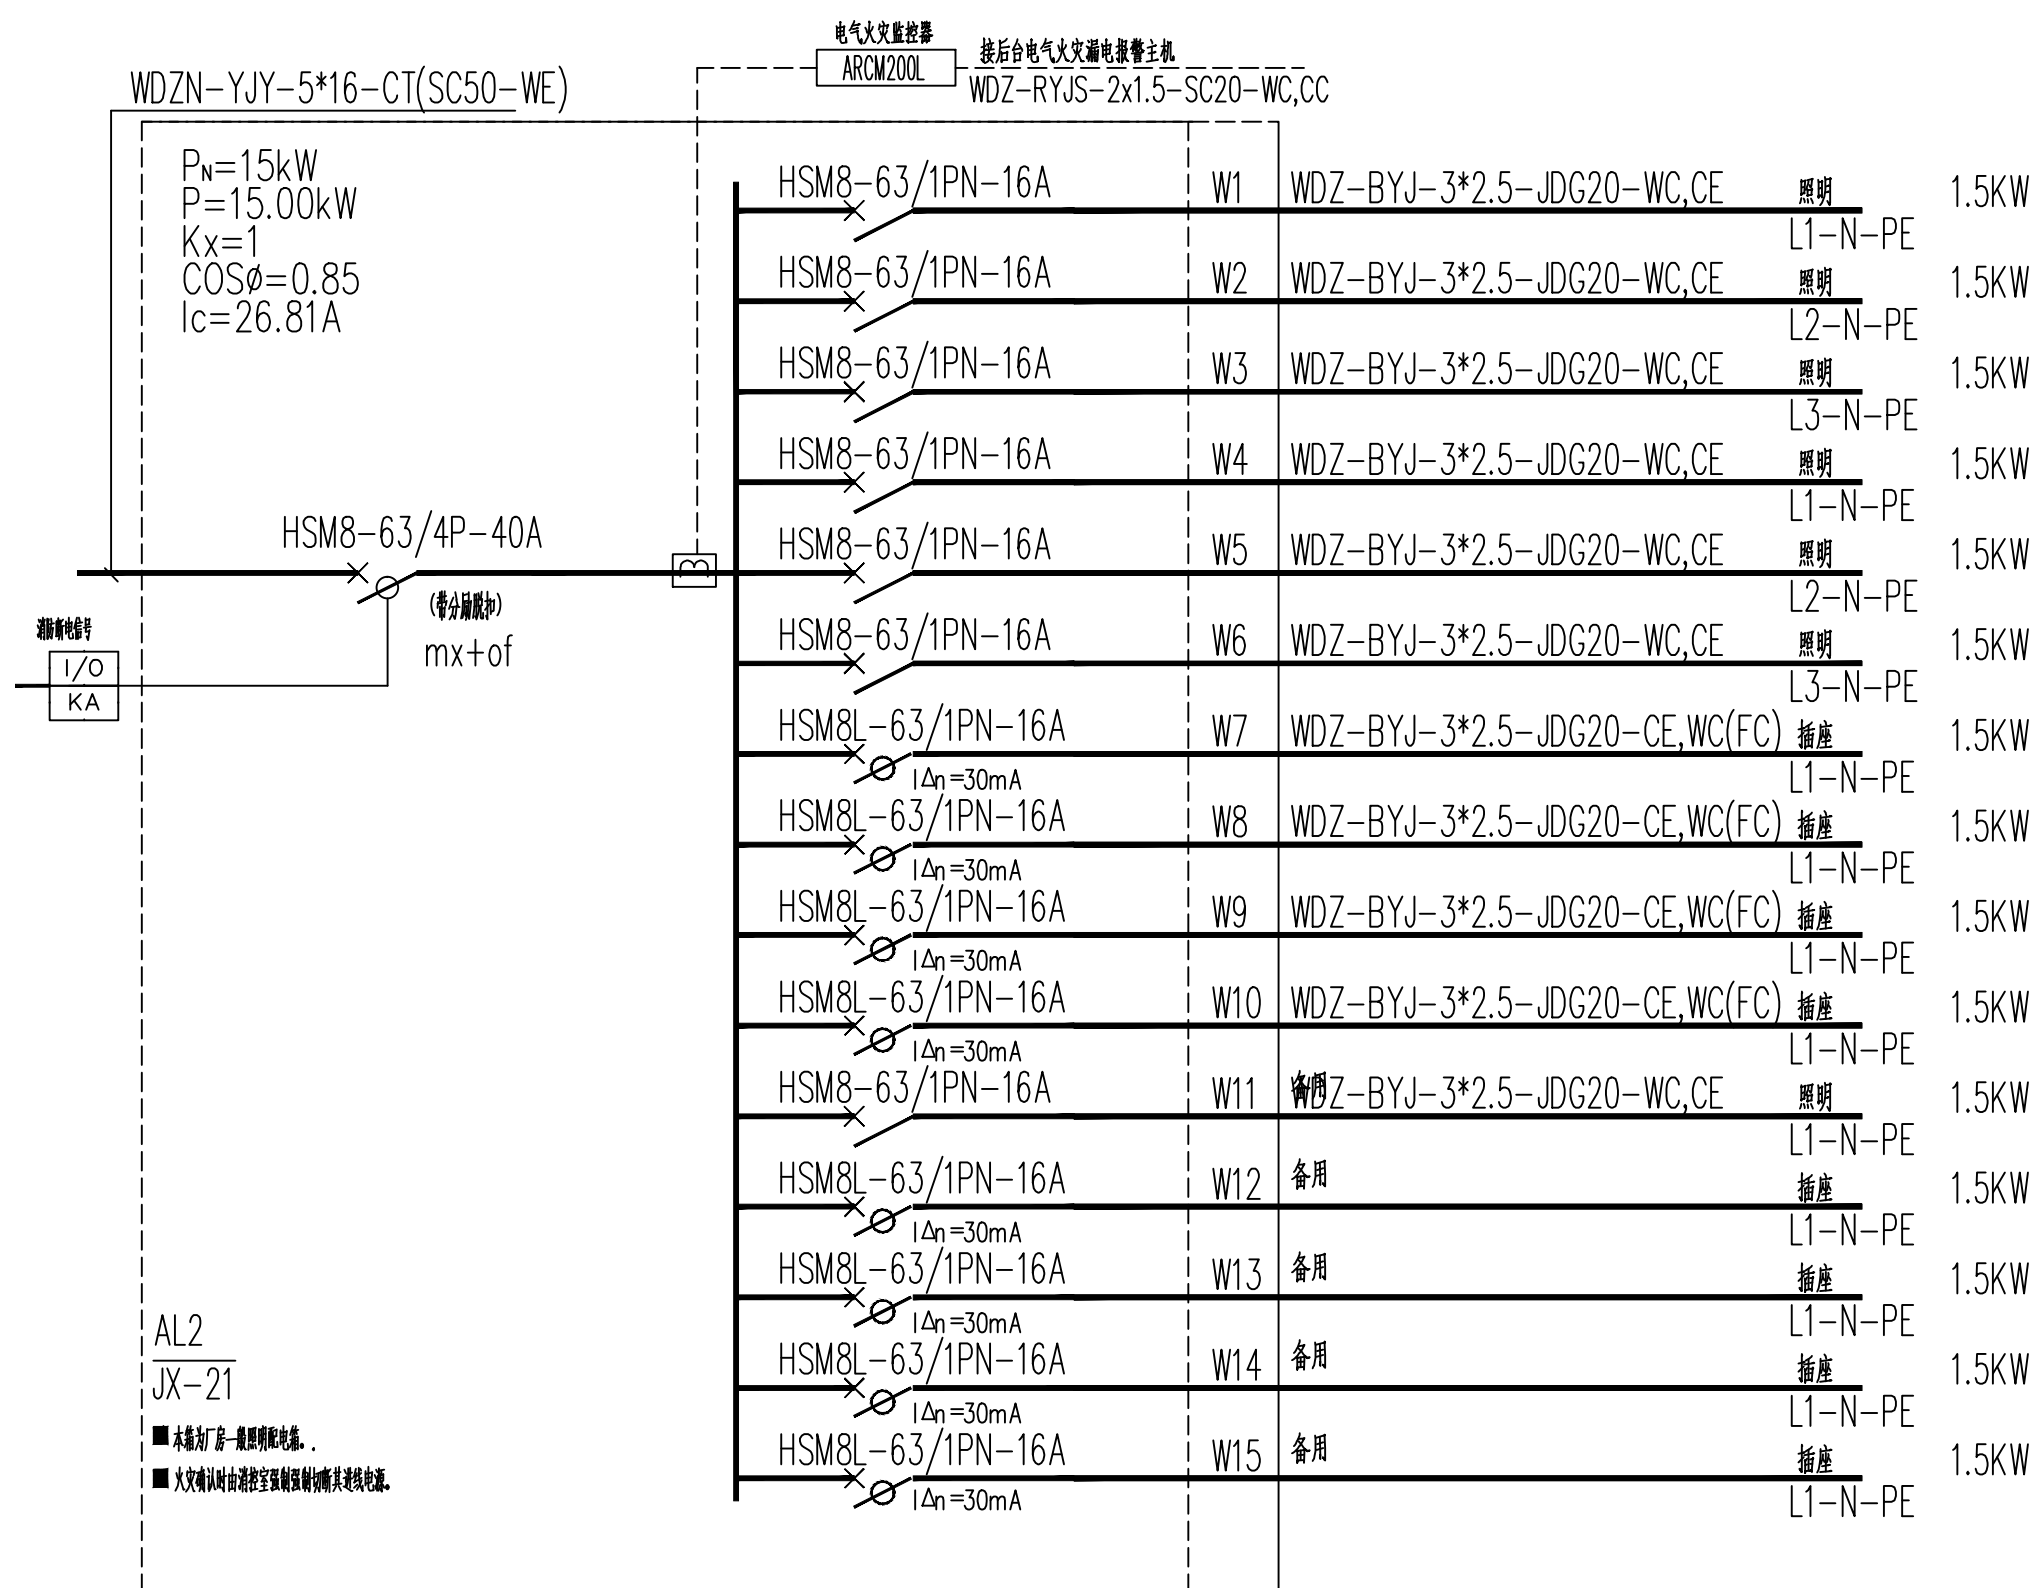 电气火灾监控器
ARCM200L
接后台电气火灾漏电报警主机
WDZ-RYJS-2x1.5-SC20-WC,CC
WDZN-YJY-5*16-CT(SC50-WE)
PN=15kW
P=15.00kW
Kx=1
COSø=0.85
Ic=26.81A
HSM8-63/4P-40A
(带分励脱扣)
mx+of
消防断电信号
I/O
KA
HSM8-63/1PN-16A W1 WDZ-BYJ-3*2.5-JDG20-WC,CE 照明 1.5KW
L1-N-PE
HSM8-63/1PN-16A W2 WDZ-BYJ-3*2.5-JDG20-WC,CE 照明 1.5KW
L2-N-PE
HSM8-63/1PN-16A W3 WDZ-BYJ-3*2.5-JDG20-WC,CE 照明 1.5KW
L3-N-PE
HSM8-63/1PN-16A W4 WDZ-BYJ-3*2.5-JDG20-WC,CE 照明 1.5KW
L1-N-PE
HSM8-63/1PN-16A W5 WDZ-BYJ-3*2.5-JDG20-WC,CE 照明 1.5KW
L2-N-PE
HSM8-63/1PN-16A W6 WDZ-BYJ-3*2.5-JDG20-WC,CE 照明 1.5KW
L3-N-PE
HSM8L-63/1PN-16A W7 WDZ-BYJ-3*2.5-JDG20-CE,WC(FC) 插座 1.5KW
I△n=30mA L1-N-PE
HSM8L-63/1PN-16A W8 WDZ-BYJ-3*2.5-JDG20-CE,WC(FC) 插座 1.5KW
I△n=30mA L1-N-PE
HSM8L-63/1PN-16A W9 WDZ-BYJ-3*2.5-JDG20-CE,WC(FC) 插座 1.5KW
I△n=30mA L1-N-PE
HSM8L-63/1PN-16A W10 WDZ-BYJ-3*2.5-JDG20-CE,WC(FC) 插座 1.5KW
I△n=30mA L1-N-PE
HSM8-63/1PN-16A W11 备用 WDZ-BYJ-3*2.5-JDG20-WC,CE 照明 1.5KW
L1-N-PE
HSM8L-63/1PN-16A W12 备用 插座 1.5KW
I△n=30mA L1-N-PE
HSM8L-63/1PN-16A W13 备用 插座 1.5KW
I△n=30mA L1-N-PE
HSM8L-63/1PN-16A W14 备用 插座 1.5KW
I△n=30mA L1-N-PE
HSM8L-63/1PN-16A W15 备用 插座 1.5KW
I△n=30mA L1-N-PE
AL2
JX-21
■ 本箱为厂房一般照明配电箱。.
■ 火灾确认时由消控室强制强制切断其进线电源。